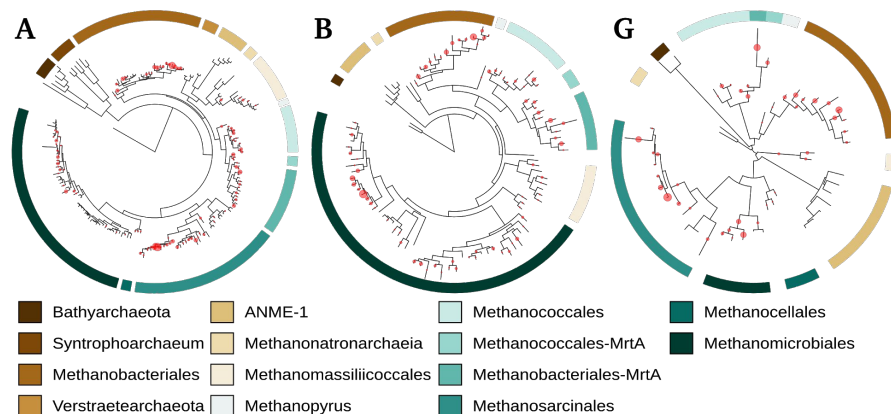 A B G
Bathyarchaeota ANME-1 Methanococcales Methanocellales
Syntrophoarchaeum Methanonatronarchaeia Methanococcales-MrtA Methanomicrobiales
Methanobacteriales Methanomassiliicoccales Methanobacteriales-MrtA
Verstraetearchaeota Methanopyrus Methanosarcinales